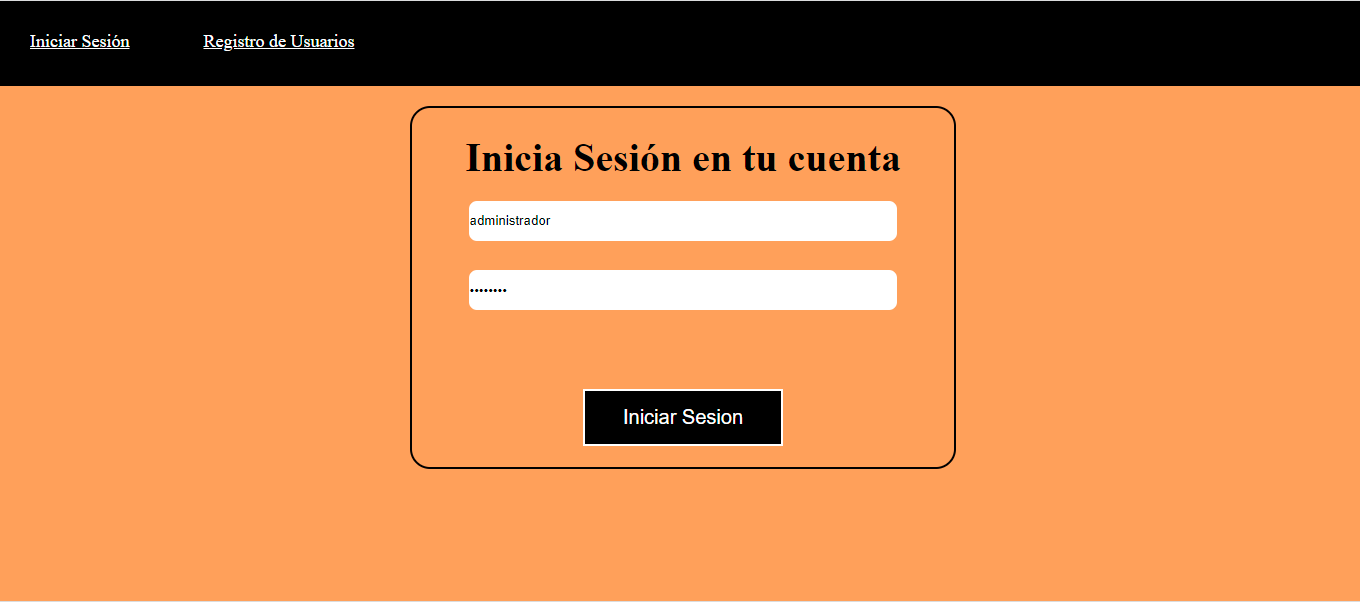 Iniciar Sesión Registro de Usuarios
Inicia Sesión en tu cuenta
administrador
••••••••
Iniciar Sesion